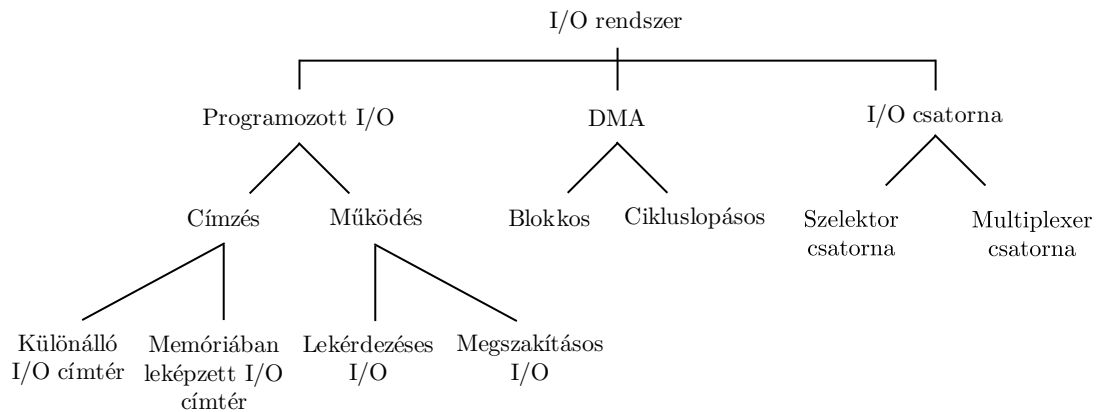 I/O rendszer
Programozott I/O
DMA
I/O csatorna
Címzés
Működés
Blokkos
Cikluslopásos
Szelektor
csatorna
Multiplexer
csatorna
Különálló
I/O címtér
Memóriában
leképzett I/O
címtér
Lekérdezéses
I/O
Megszakításos
I/O